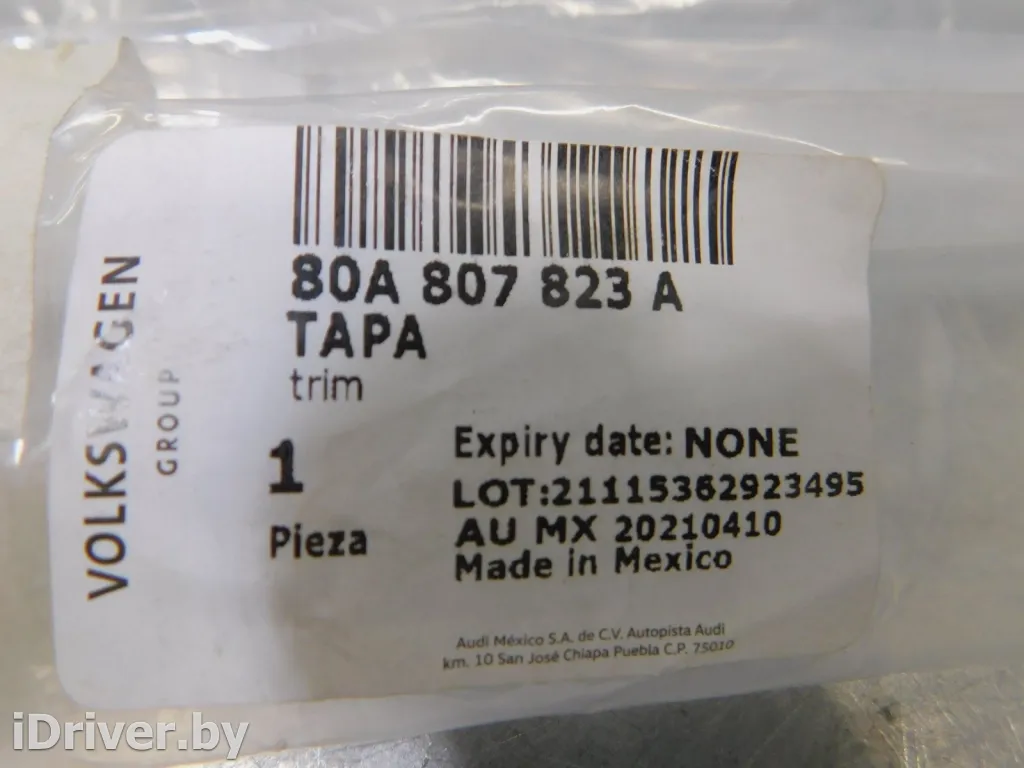 VOLKSWAGEN
GROUP
80A 807 823 A
TAPA
trim
1
Pieza
Expiry date: NONE
LOT:21115362923495
AU MX 20210410
Made in Mexico
Audi México S.A. de C.V. Autopista Audi
km. 10 San José Chiapa Puebla C.P. 75010
iDriver.by